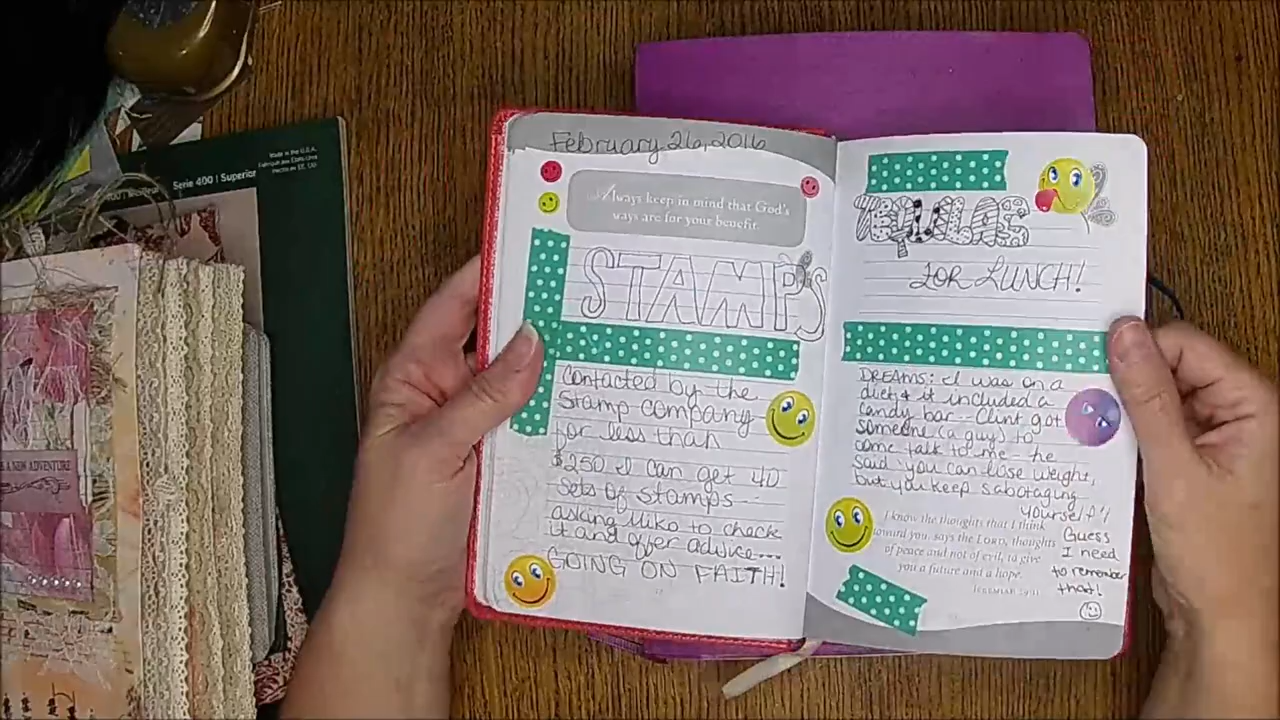 February 26, 2016
Always keep in mind that God's
ways are for your benefit.
STAMPS
Contacted by the
stamp company
for less than
$250 I can get 40
sets of stamps--
asking Miko to check
it and offer advice...
GOING ON FAITH!
FOR LUNCH!
DREAMS: I was on a
diet & it included a
candy bar -- Clint got
someone (a guy) to
come talk to me - he
said "you can lose weight,
but you keep sabotaging
yourself"!
I know the thoughts that I think
toward you, says the LORD, thoughts
of peace and not of evil, to give
you a future and a hope.
JEREMIAH 29:11
Guess
I need
to remember
that!
Made in the U.S.A.
Serie 400 | Superior
A NEW ADVENTURE